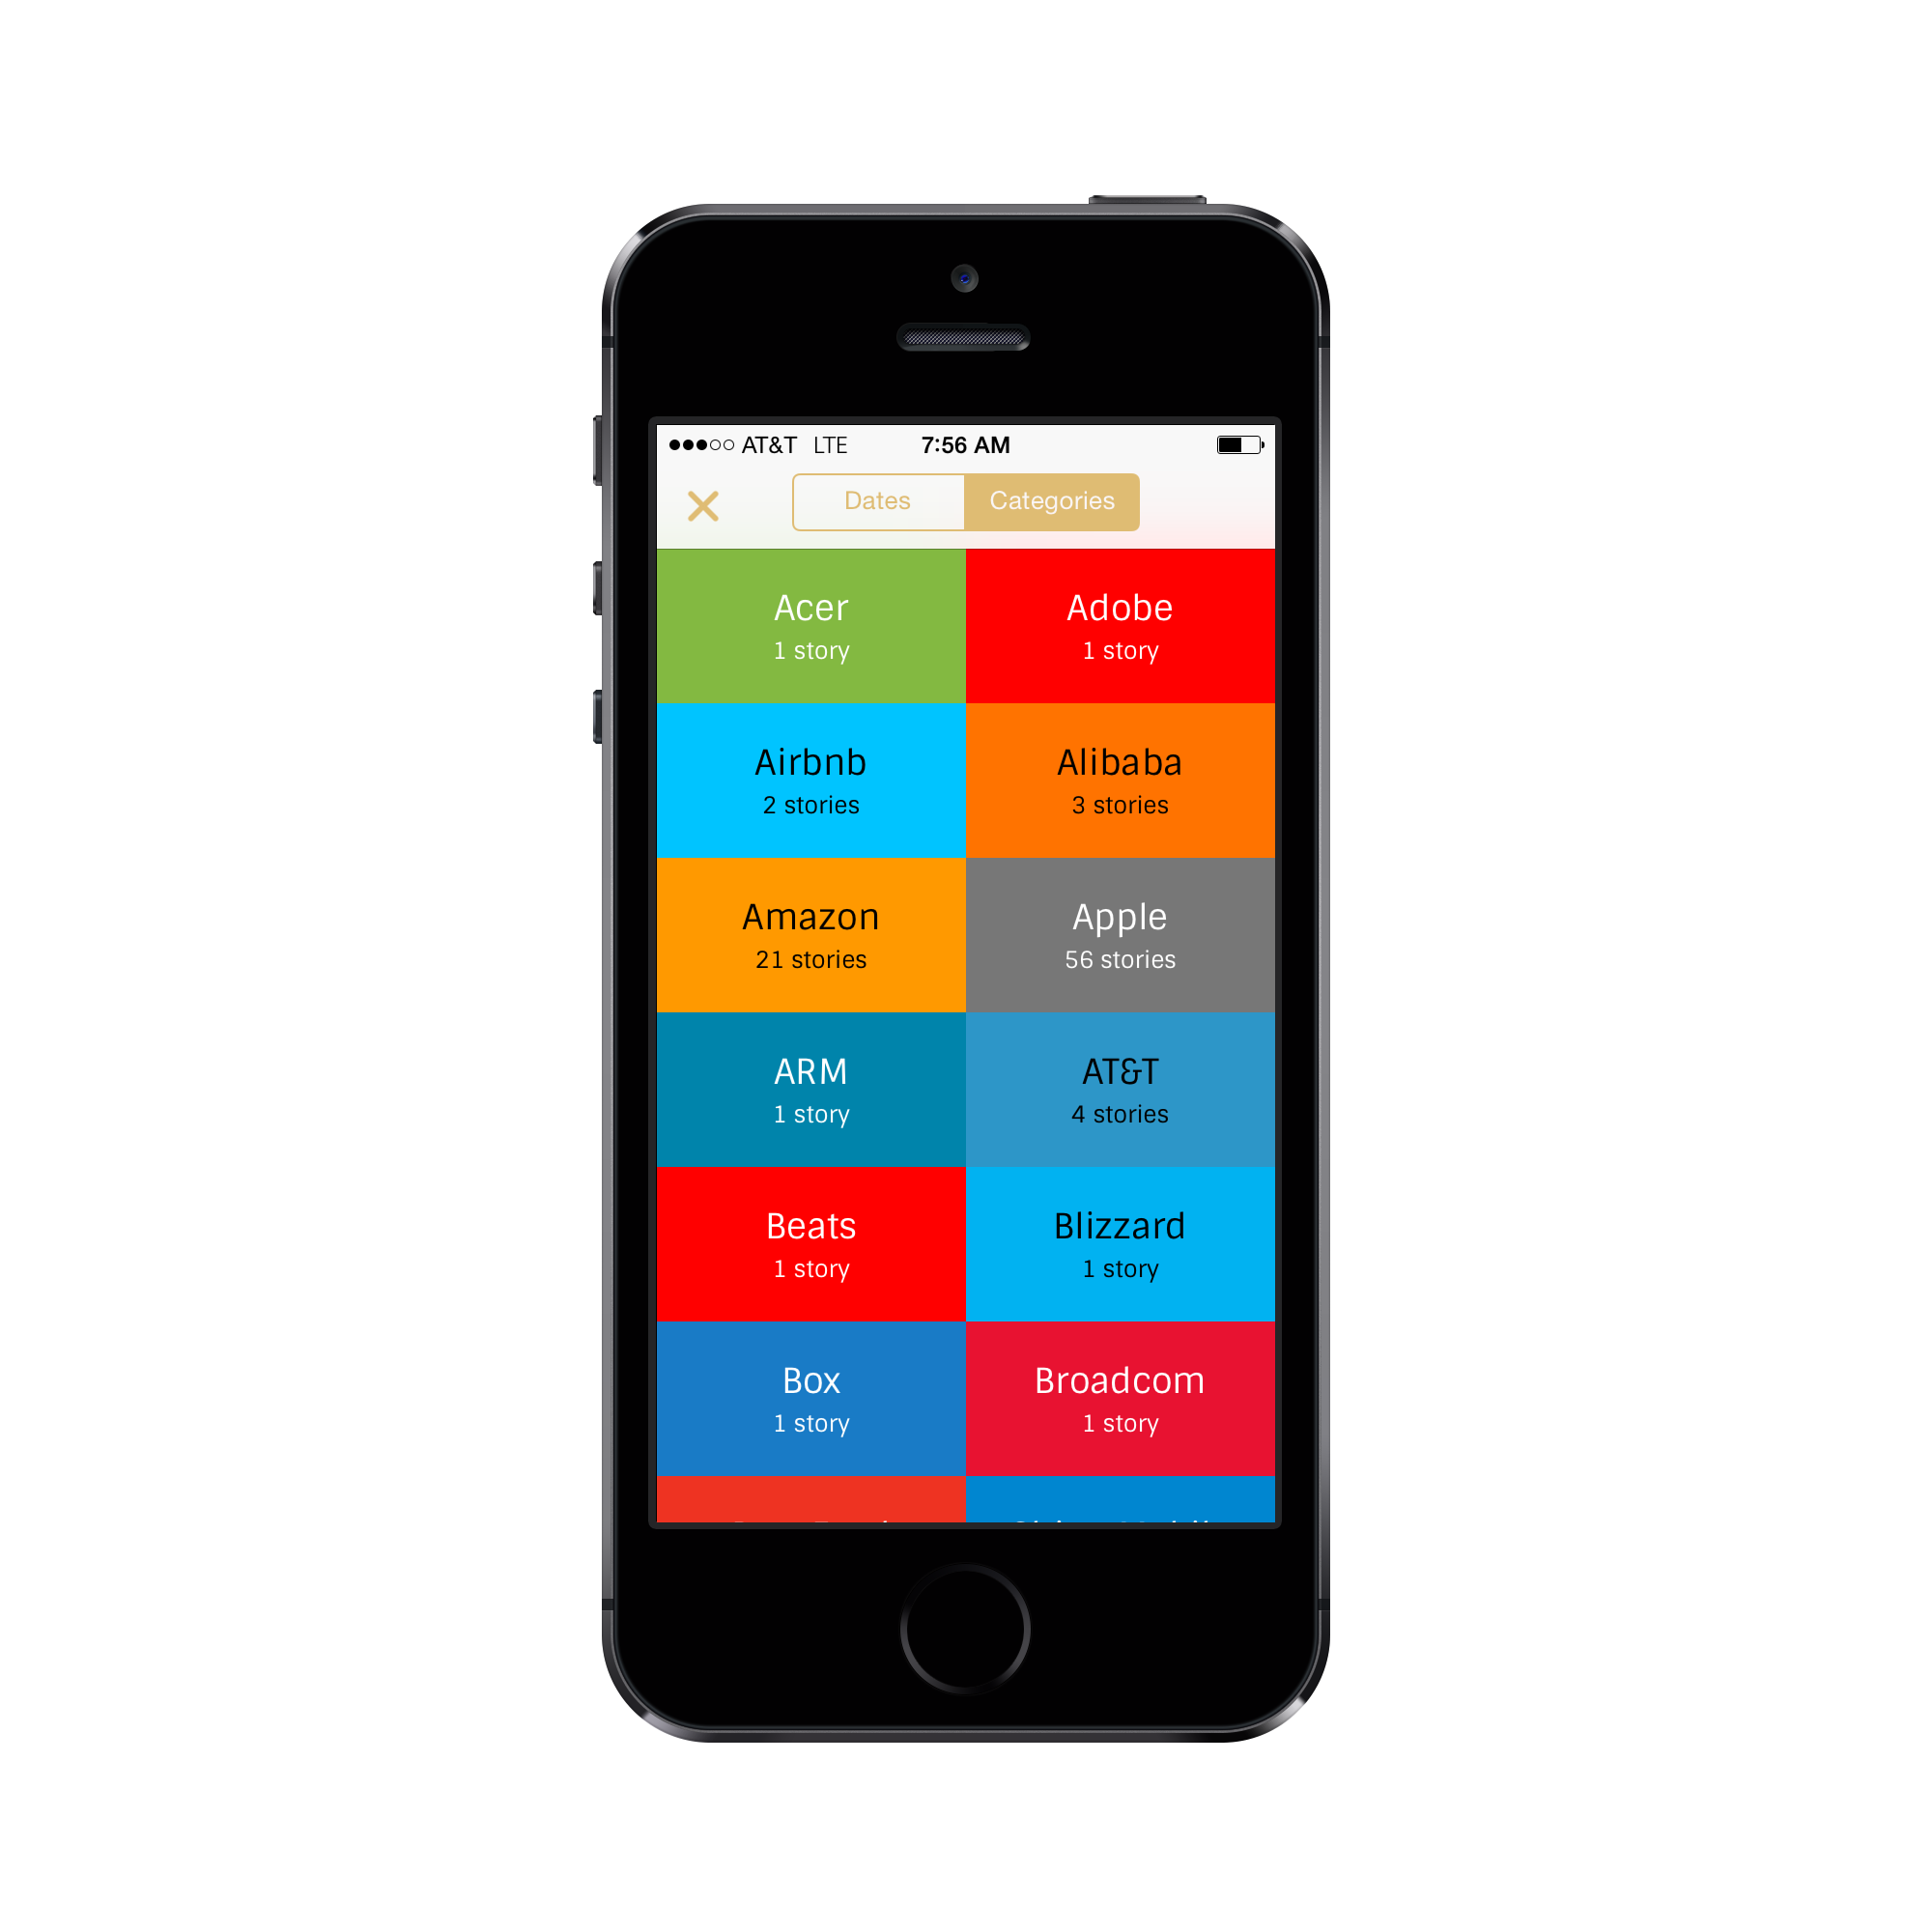 AT&T LTE 7:56 AM
Dates Categories
Acer
1 story
Adobe
1 story
Airbnb
2 stories
Alibaba
3 stories
Amazon
21 stories
Apple
56 stories
ARM
1 story
AT&T
4 stories
Beats
1 story
Blizzard
1 story
Box
1 story
Broadcom
1 story